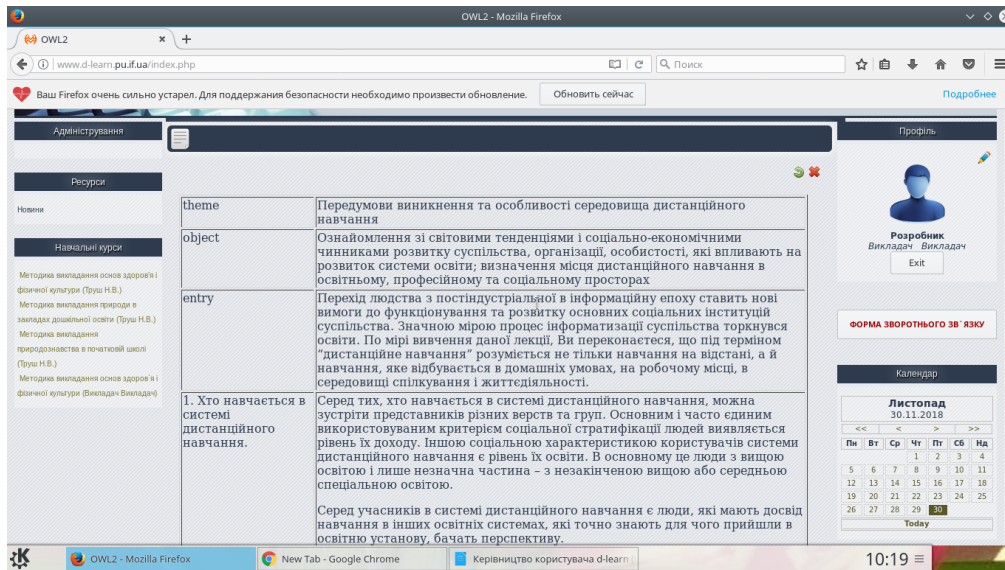 OWL2 - Mozilla Firefox
OWL2
www.d-learn.pu.if.ua/index.php
Поиск
Ваш Firefox очень сильно устарел. Для поддержания безопасности необходимо произвести обновление.
Обновить сейчас
Подробнее
Адміністрування
Ресурси
Новини
Навчальні курси
Методика викладання основ здоров'я і
фізичної культури (Труш Н.В.)
Методика викладання природи в
закладах дошкільної освіти (Труш Н.В.)
Методика викладання
природознавства в початковій школі
(Труш Н.В.)
Методика викладання основ здоров`я і
фізичної культури (Викладач Викладач)
theme
Передумови виникнення та особливості середовища дистанційного
навчання
object
Ознайомлення зі світовими тенденціями і соціально-економічними
чинниками розвитку суспільства, організації, особистості, які впливають на
розвиток системи освіти; визначення місця дистанційного навчання в
освітньому, професійному та соціальному просторах
entry
Перехід людства з постіндустріальної в інформаційну епоху ставить нові
вимоги до функціонування та розвитку основних соціальних інституцій
суспільства. Значною мірою процес інформатизації суспільства торкнувся
освіти. По мірі вивчення даної лекції, Ви переконаєтеся, що під терміном
"дистанційне навчання" розуміється не тільки навчання на відстані, а й
навчання, яке відбувається в домашніх умовах, на робочому місці, в
середовищі спілкування і життєдіяльності.
1. Хто навчається в
системі
дистанційного
навчання.
Серед тих, хто навчається в системі дистанційного навчання, можна
зустріти представників різних верств та груп. Основним і часто єдиним
використовуваним критерієм соціальної стратифікації людей виявляється
рівень їх доходу. Іншою соціальною характеристикою користувачів системи
дистанційного навчання є рівень їх освіти. В основному це люди з вищою
освітою і лише незначна частина – з незакінченою вищою або середньою
спеціальною освітою.
Серед учасників в системі дистанційного навчання є люди, які мають досвід
навчання в інших освітніх системах, які точно знають для чого прийшли в
освітню установу, бачать перспективу.
Профіль
Розробник
Викладач Викладач
Exit
ФОРМА ЗВОРОТНЬОГО ЗВ`ЯЗКУ
Календар
Листопад
30.11.2018
<< < > >>
Пн Вт Ср Чт Пт Сб Нд
1 2 3 4
5 6 7 8 9 10 11
12 13 14 15 16 17 18
19 20 21 22 23 24 25
26 27 28 29 30
Today
OWL2 - Mozilla Firefox
New Tab - Google Chrome
Керівництво користувача d-learn
10:19